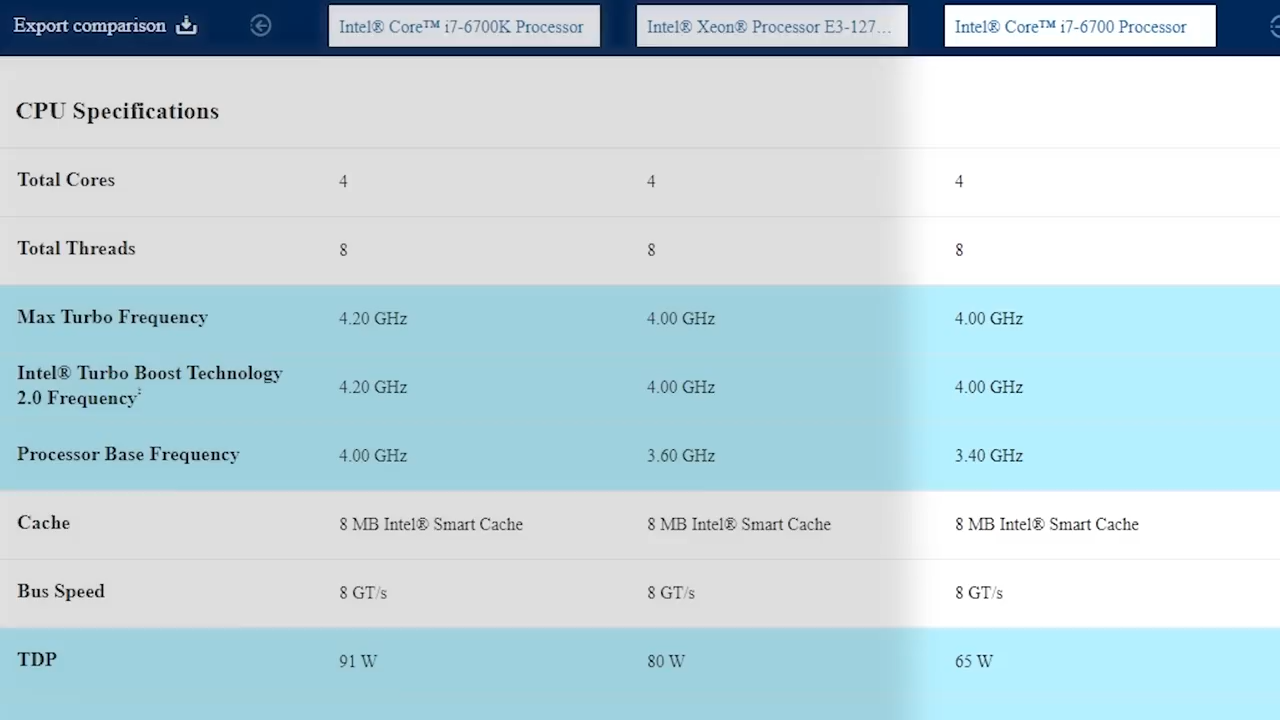 Export comparison
Intel® Core™ i7-6700K Processor Intel® Xeon® Processor E3-127... Intel® Core™ i7-6700 Processor
CPU Specifications
Total Cores 4 4 4
Total Threads 8 8 8
Max Turbo Frequency 4.20 GHz 4.00 GHz 4.00 GHz
Intel® Turbo Boost Technology
2.0 Frequency‡ 4.20 GHz 4.00 GHz 4.00 GHz
Processor Base Frequency 4.00 GHz 3.60 GHz 3.40 GHz
Cache 8 MB Intel® Smart Cache 8 MB Intel® Smart Cache 8 MB Intel® Smart Cache
Bus Speed 8 GT/s 8 GT/s 8 GT/s
TDP 91 W 80 W 65 W